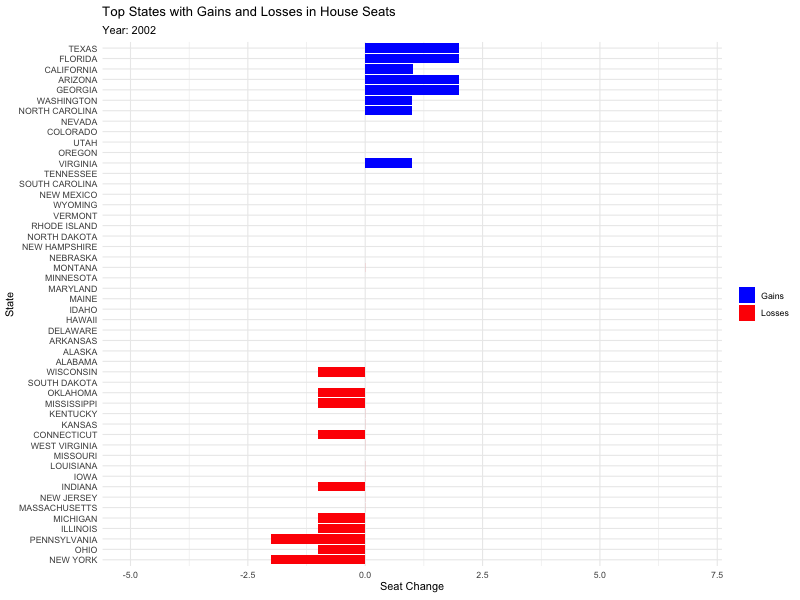 Top States with Gains and Losses in House Seats
Year: 2002
TEXAS
FLORIDA
CALIFORNIA
ARIZONA
GEORGIA
WASHINGTON
NORTH CAROLINA
NEVADA
COLORADO
UTAH
OREGON
VIRGINIA
TENNESSEE
SOUTH CAROLINA
NEW MEXICO
WYOMING
VERMONT
RHODE ISLAND
NORTH DAKOTA
NEW HAMPSHIRE
NEBRASKA
MONTANA
MINNESOTA
MARYLAND
MAINE
IDAHO
HAWAII
DELAWARE
ARKANSAS
ALASKA
ALABAMA
WISCONSIN
SOUTH DAKOTA
OKLAHOMA
MISSISSIPPI
KENTUCKY
KANSAS
CONNECTICUT
WEST VIRGINIA
MISSOURI
LOUISIANA
IOWA
INDIANA
NEW JERSEY
MASSACHUSETTS
MICHIGAN
ILLINOIS
PENNSYLVANIA
OHIO
NEW YORK
State
-5.0 -2.5 0.0 2.5 5.0 7.5
Seat Change
Gains
Losses